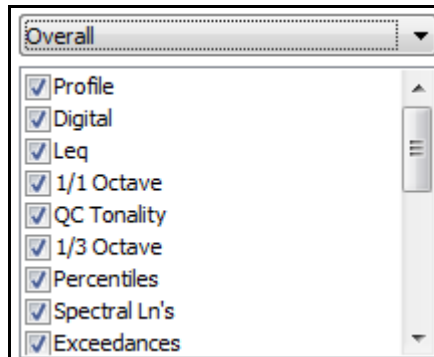 Overall
Profile
Digital
Leq
1/1 Octave
QC Tonality
1/3 Octave
Percentiles
Spectral Ln's
Exceedances